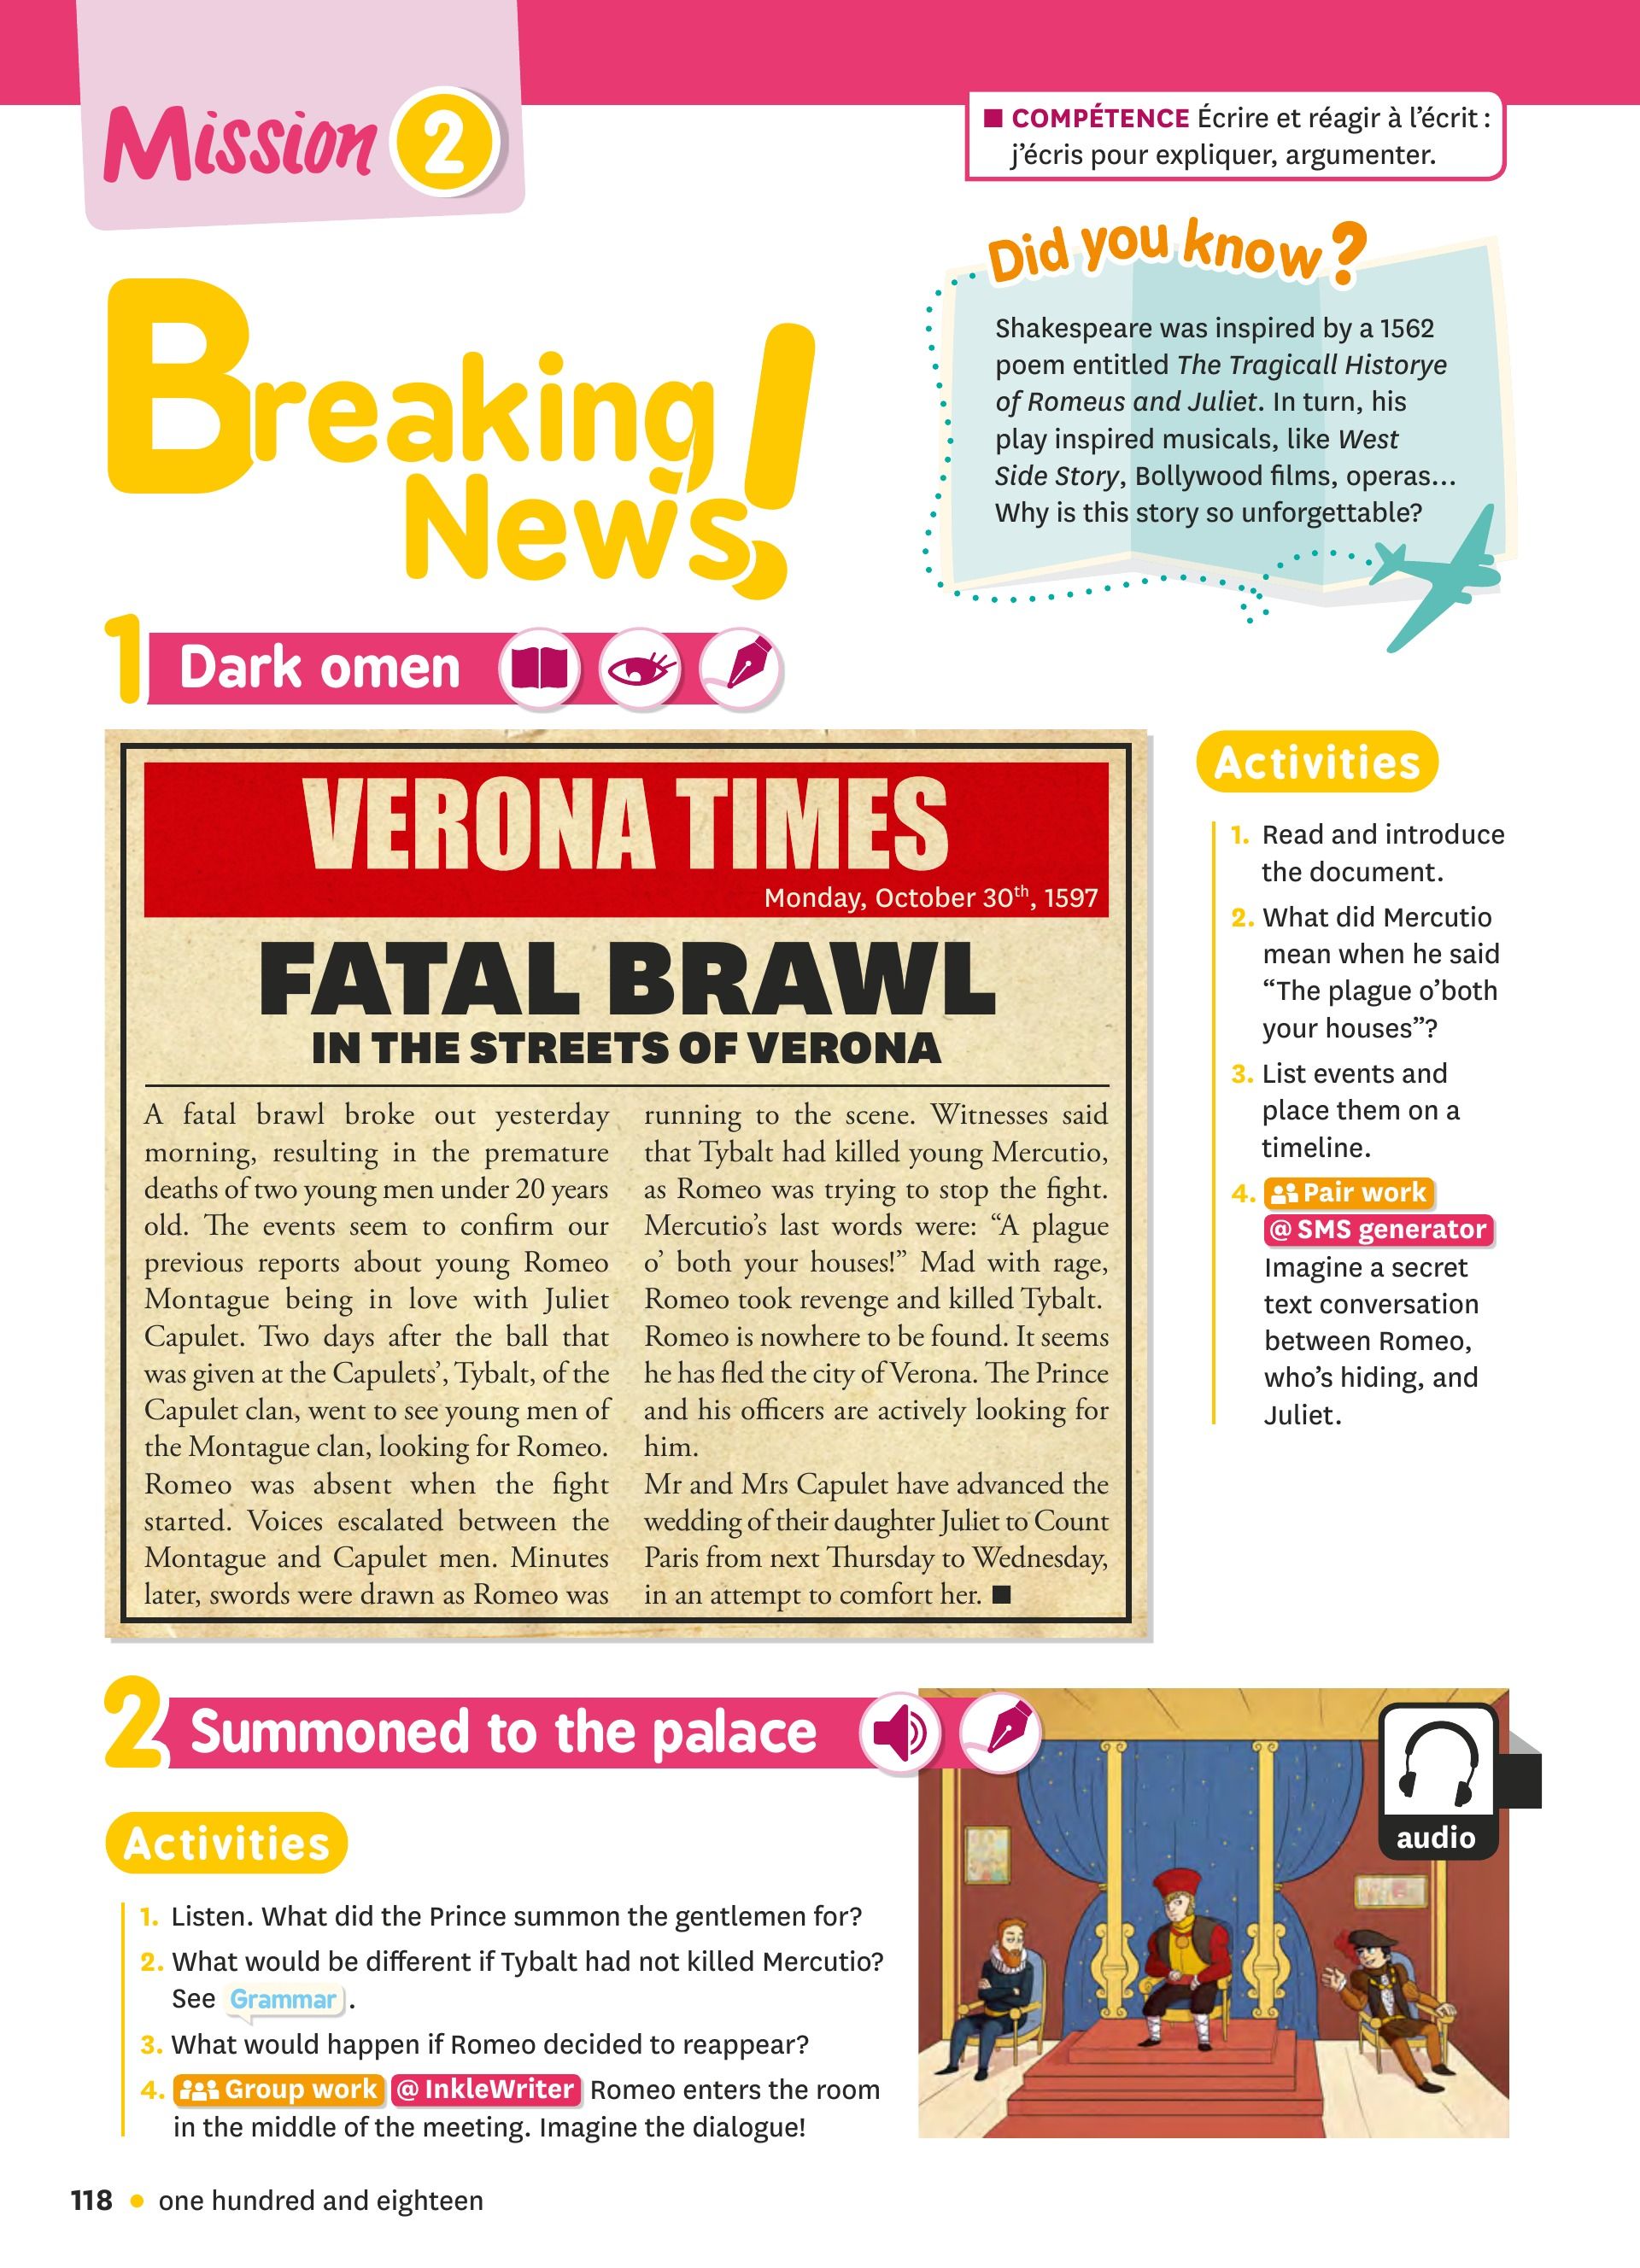 Mission 2
■ COMPÉTENCE Écrire et réagir à l'écrit :
j'écris pour expliquer, argumenter.
Breaking
News!
Did you know?
Shakespeare was inspired by a 1562
poem entitled The Tragicall Historye
of Romeus and Juliet. In turn, his
play inspired musicals, like West
Side Story, Bollywood films, operas...
Why is this story so unforgettable?
1 Dark omen
VERONA TIMES
Monday, October 30th, 1597
FATAL BRAWL
IN THE STREETS OF VERONA
A fatal brawl broke out yesterday
morning, resulting in the premature
deaths of two young men under 20 years
old. The events seem to confirm our
previous reports about young Romeo
Montague being in love with Juliet
Capulet. Two days after the ball that
was given at the Capulets', Tybalt, of the
Capulet clan, went to see young men of
the Montague clan, looking for Romeo.
Romeo was absent when the fight
started. Voices escalated between the
Montague and Capulet men. Minutes
later, swords were drawn as Romeo was
running to the scene. Witnesses said
that Tybalt had killed young Mercutio,
as Romeo was trying to stop the fight.
Mercutio's last words were: “A plague
o' both your houses!” Mad with rage,
Romeo took revenge and killed Tybalt.
Romeo is nowhere to be found. It seems
he has fled the city of Verona. The Prince
and his officers are actively looking for
him.
Mr and Mrs Capulet have advanced the
wedding of their daughter Juliet to Count
Paris from next Thursday to Wednesday,
in an attempt to comfort her. ■
Activities
1. Read and introduce
the document.
2. What did Mercutio
mean when he said
“The plague o'both
your houses”?
3. List events and
place them on a
timeline.
4. Pair work
@ SMS generator
Imagine a secret
text conversation
between Romeo,
who's hiding, and
Juliet.
2 Summoned to the palace
audio
Activities
1. Listen. What did the Prince summon the gentlemen for?
2. What would be different if Tybalt had not killed Mercutio?
See Grammar .
3. What would happen if Romeo decided to reappear?
4. Group work @ InkleWriter Romeo enters the room
in the middle of the meeting. Imagine the dialogue!
118 • one hundred and eighteen